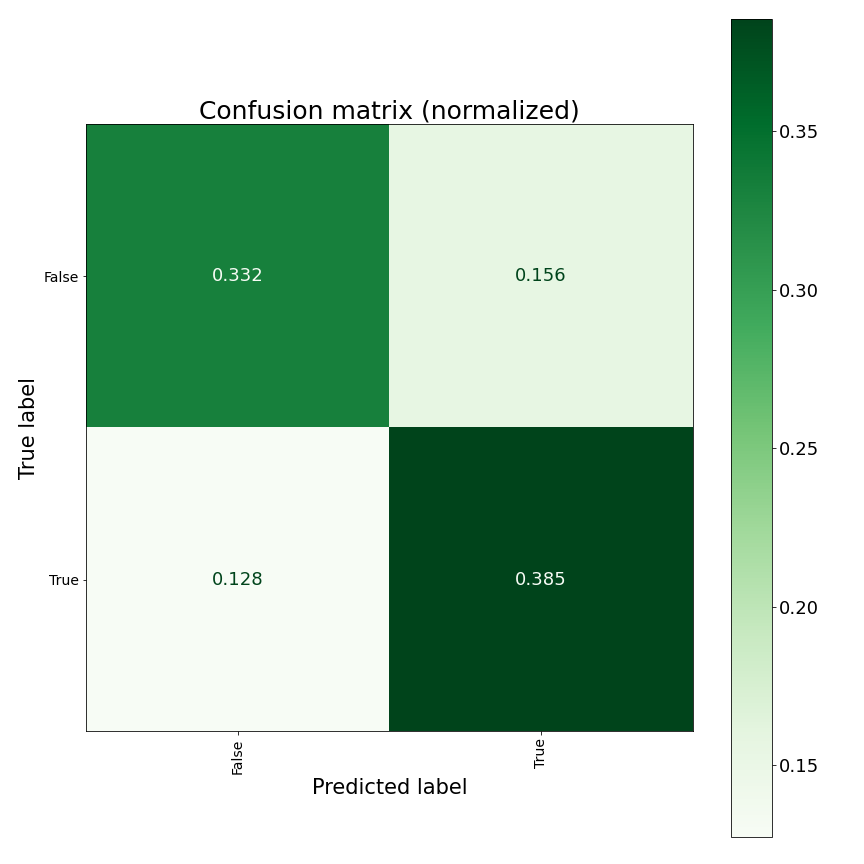 Confusion matrix (normalized)
True label
False
0.332
0.156
True
0.128
0.385
False
True
Predicted label
0.35
0.30
0.25
0.20
0.15